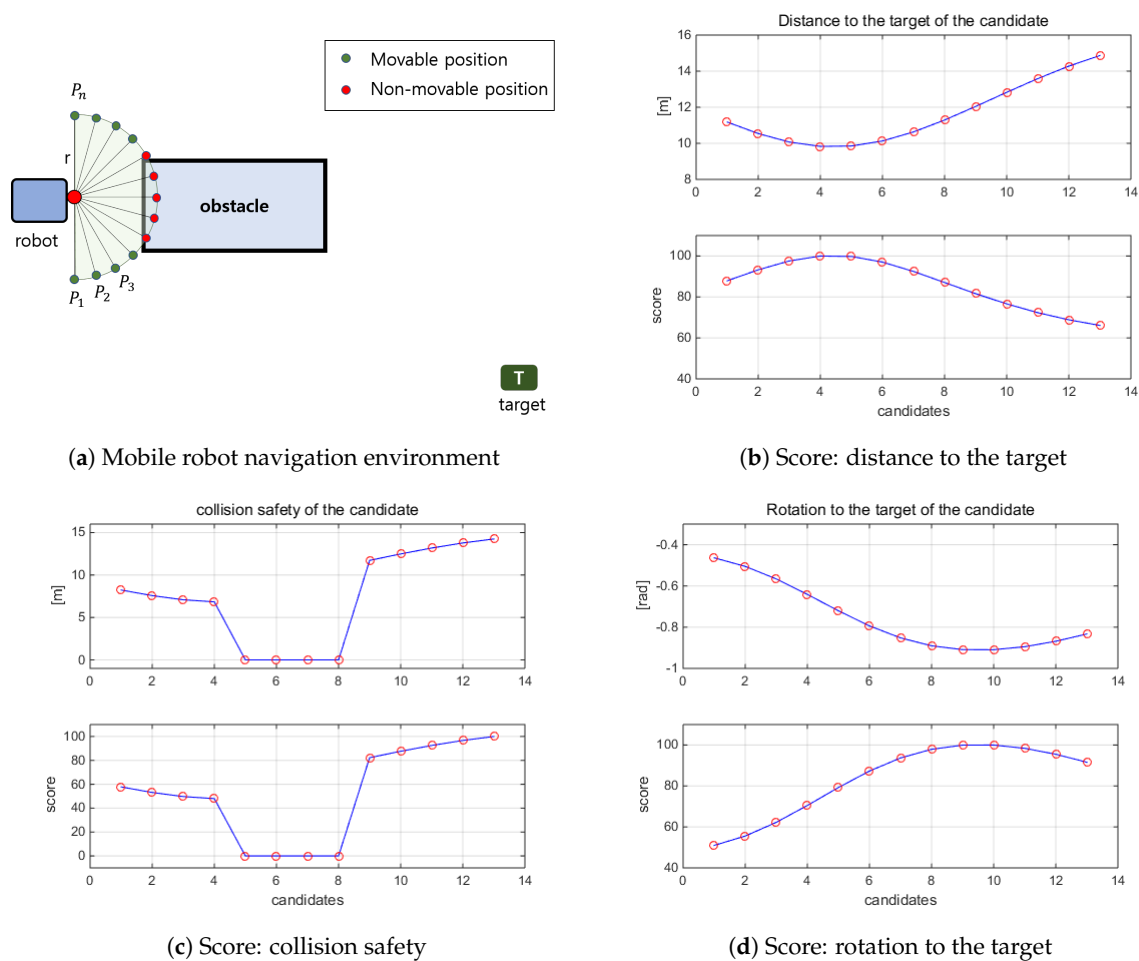 Movable position
Non-movable position
Pₙ
r
obstacle
robot
P₁
P₂
P₃
T
target
(a) Mobile robot navigation environment
Distance to the target of the candidate
16
14
12
10
8
[m]
0 2 4 6 8 10 12 14
100
80
60
40
score
0 2 4 6 8 10 12 14
candidates
(b) Score: distance to the target
collision safety of the candidate
15
10
5
0
[m]
0 2 4 6 8 10 12 14
100
80
60
40
20
0
score
0 2 4 6 8 10 12 14
candidates
(c) Score: collision safety
Rotation to the target of the candidate
-0.4
-0.6
-0.8
-1
[rad]
0 2 4 6 8 10 12 14
100
80
60
40
score
0 2 4 6 8 10 12 14
candidates
(d) Score: rotation to the target